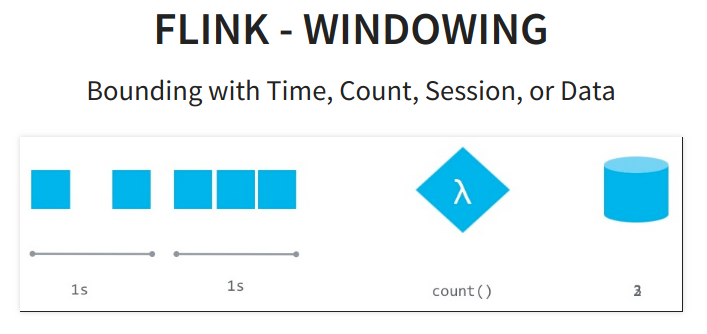 FLINK - WINDOWING
Bounding with Time, Count, Session, or Data
λ
1s
1s
count()